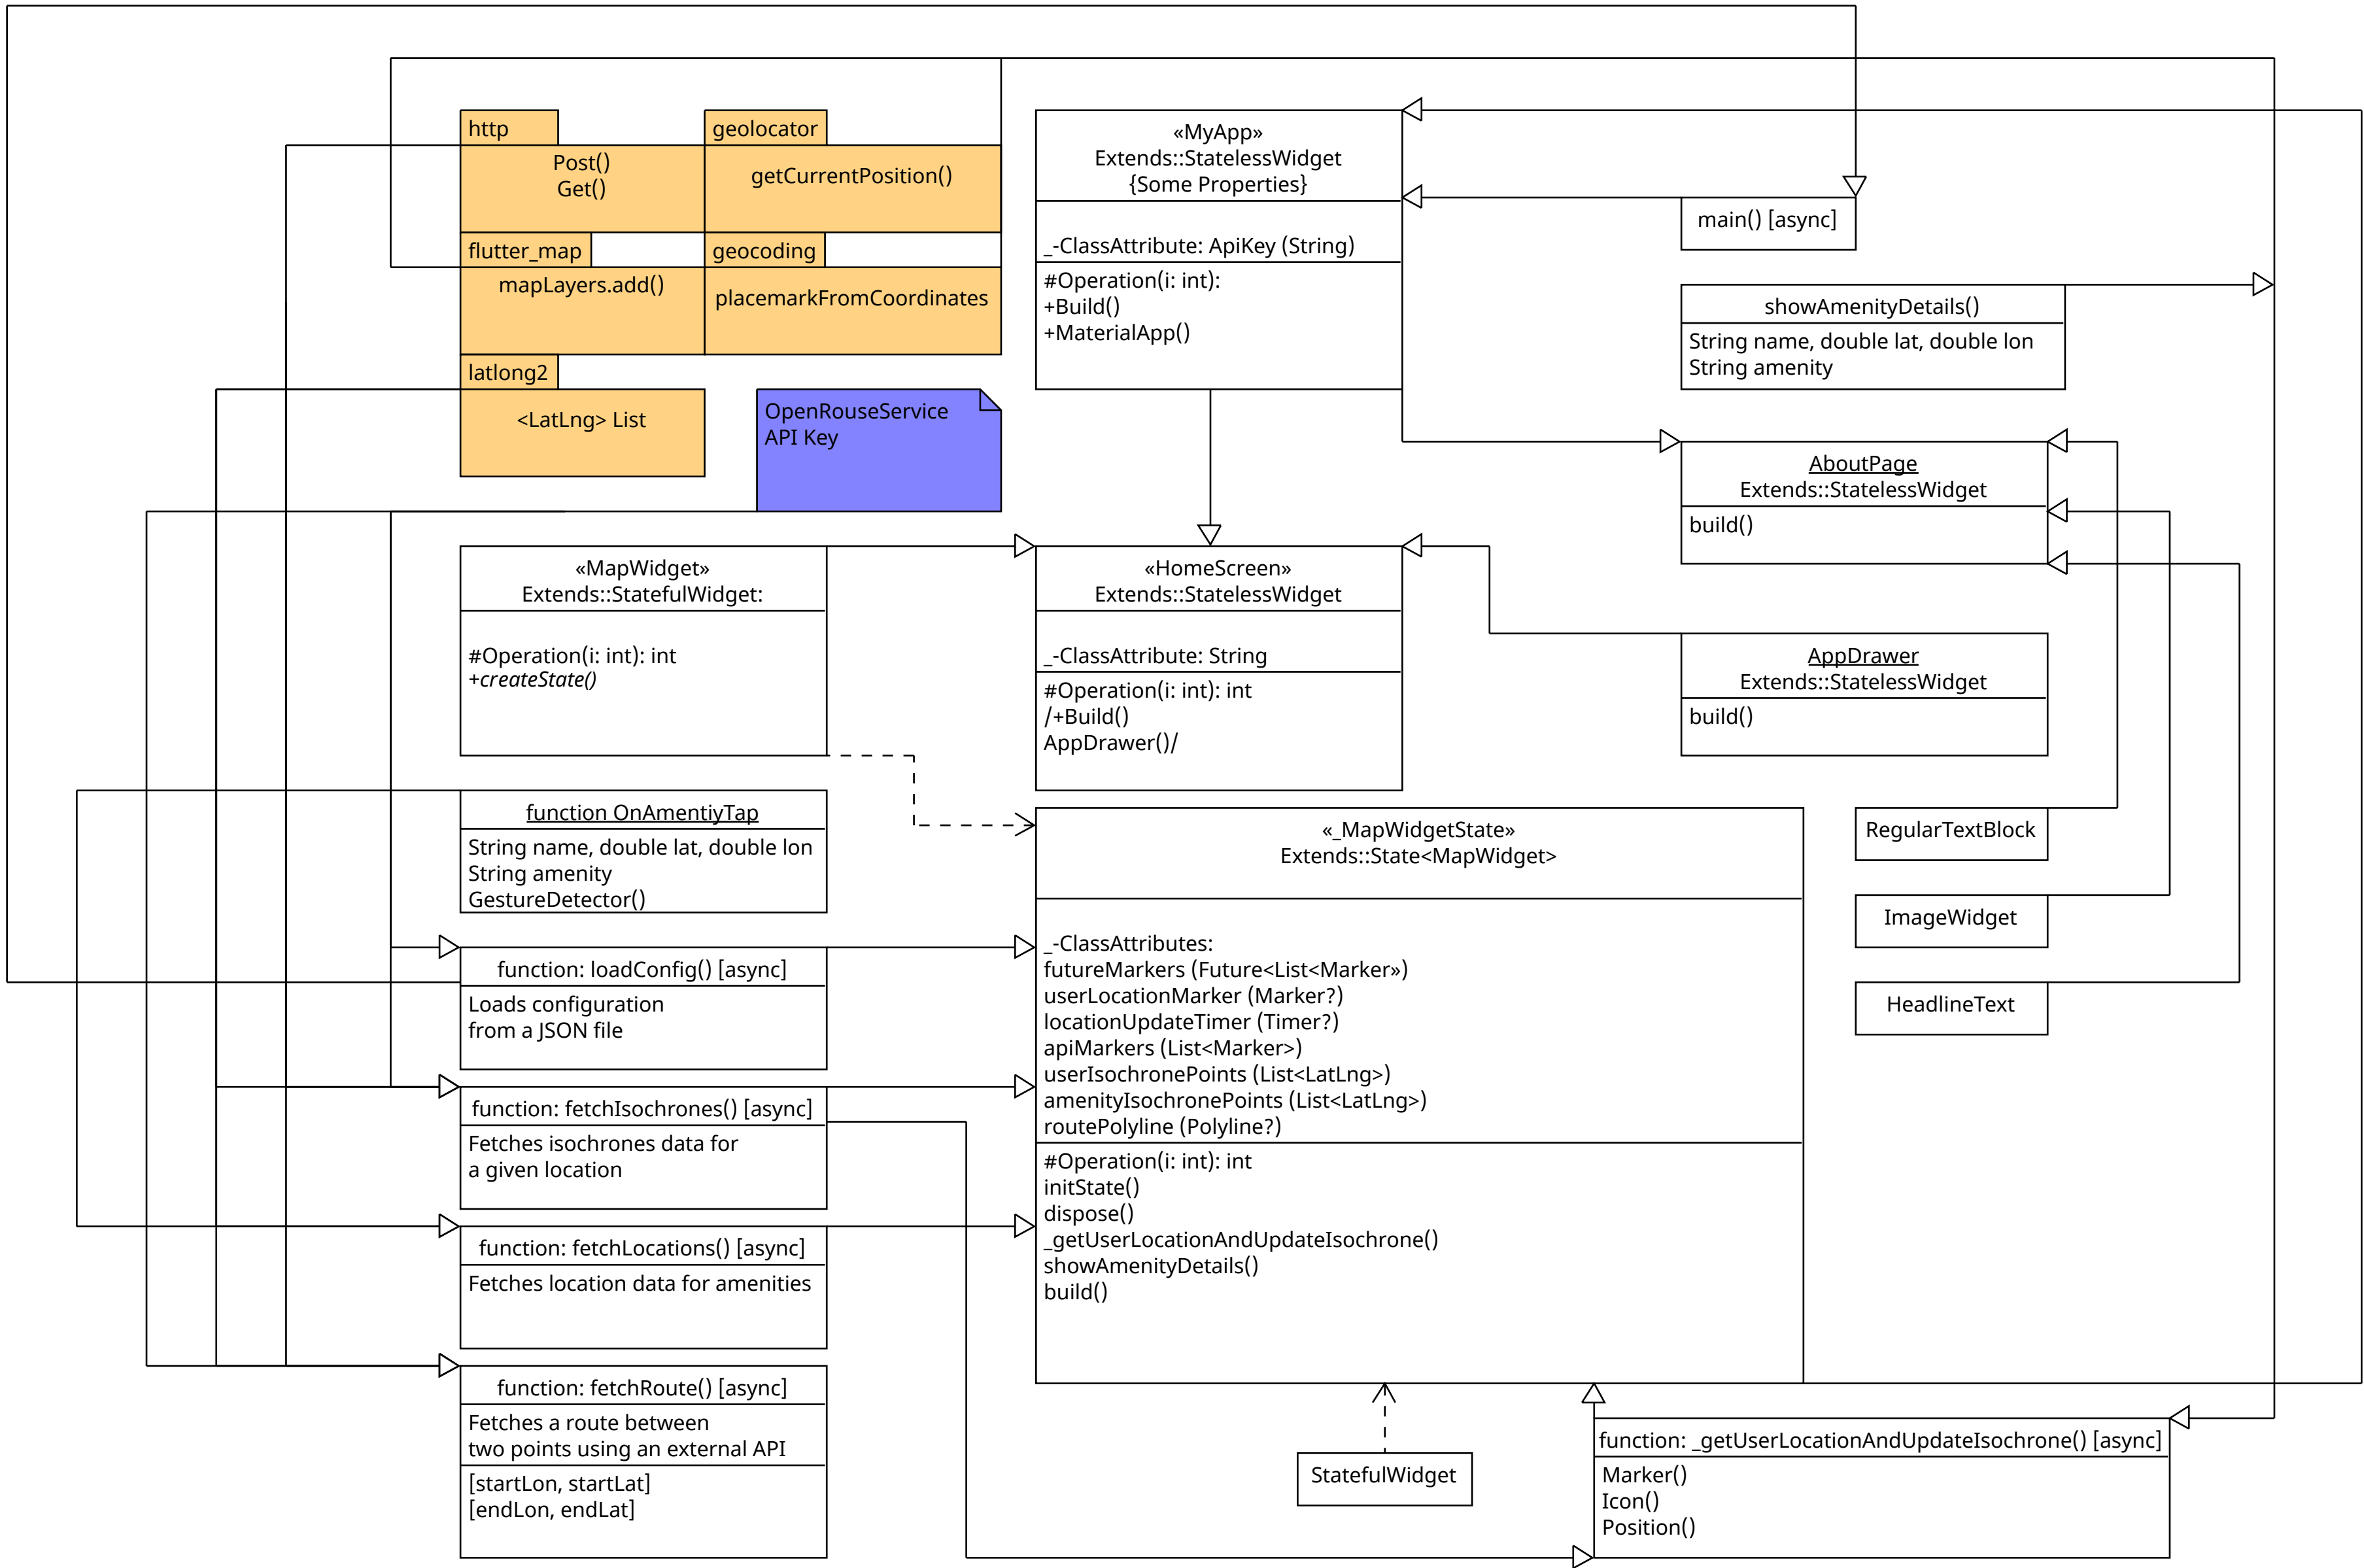 http
Post()
Get()
geolocator
getCurrentPosition()
flutter_map
mapLayers.add()
geocoding
placemarkFromCoordinates
latlong2
<LatLng> List
OpenRouseService
API Key
«MyApp»
Extends::StatelessWidget
{Some Properties}
_-ClassAttribute: ApiKey (String)
#Operation(i: int):
+Build()
+MaterialApp()
main() [async]
showAmenityDetails()
String name, double lat, double lon
String amenity
AboutPage
Extends::StatelessWidget
build()
«MapWidget»
Extends::StatefulWidget:
#Operation(i: int): int
+createState()
«HomeScreen»
Extends::StatelessWidget
_-ClassAttribute: String
#Operation(i: int): int
/+Build()
AppDrawer()/
AppDrawer
Extends::StatelessWidget
build()
function OnAmentiyTap
String name, double lat, double lon
String amenity
GestureDetector()
«_MapWidgetState»
Extends::State<MapWidget>
_-ClassAttributes:
futureMarkers (Future<List<Marker»)
userLocationMarker (Marker?)
locationUpdateTimer (Timer?)
apiMarkers (List<Marker>)
userIsochronePoints (List<LatLng>)
amenityIsochronePoints (List<LatLng>)
routePolyline (Polyline?)
#Operation(i: int): int
initState()
dispose()
_getUserLocationAndUpdateIsochrone()
showAmenityDetails()
build()
RegularTextBlock
ImageWidget
HeadlineText
function: loadConfig() [async]
Loads configuration
from a JSON file
function: fetchIsochrones() [async]
Fetches isochrones data for
a given location
function: fetchLocations() [async]
Fetches location data for amenities
function: fetchRoute() [async]
Fetches a route between
two points using an external API
[startLon, startLat]
[endLon, endLat]
StatefulWidget
function: _getUserLocationAndUpdateIsochrone() [async]
Marker()
Icon()
Position()